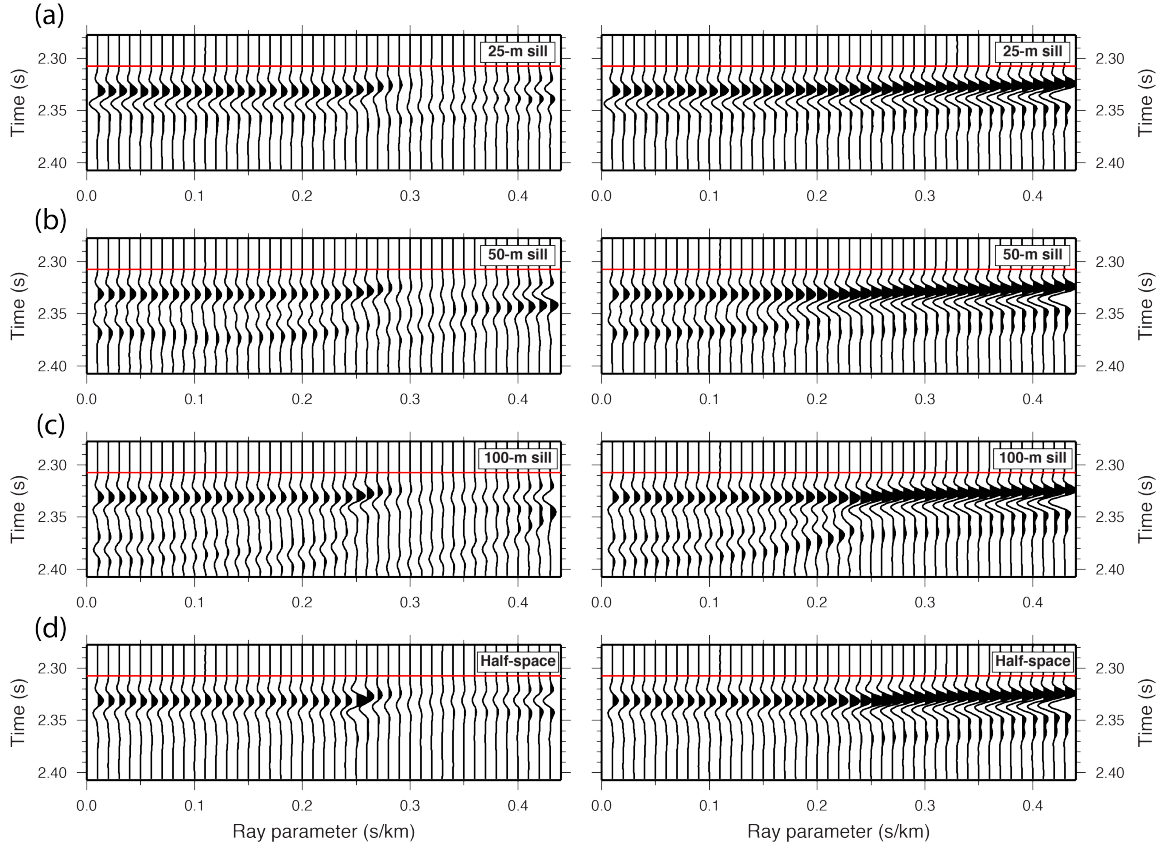 (a)
25-m sill 25-m sill
2.30 2.30
2.35 2.35
2.40 2.40
Time (s) Time (s)
0.0 0.1 0.2 0.3 0.4 0.0 0.1 0.2 0.3 0.4
(b)
50-m sill 50-m sill
2.30 2.30
2.35 2.35
2.40 2.40
Time (s) Time (s)
0.0 0.1 0.2 0.3 0.4 0.0 0.1 0.2 0.3 0.4
(c)
100-m sill 100-m sill
2.30 2.30
2.35 2.35
2.40 2.40
Time (s) Time (s)
0.0 0.1 0.2 0.3 0.4 0.0 0.1 0.2 0.3 0.4
(d)
Half-space Half-space
2.30 2.30
2.35 2.35
2.40 2.40
Time (s) Time (s)
0.0 0.1 0.2 0.3 0.4 0.0 0.1 0.2 0.3 0.4
Ray parameter (s/km) Ray parameter (s/km)